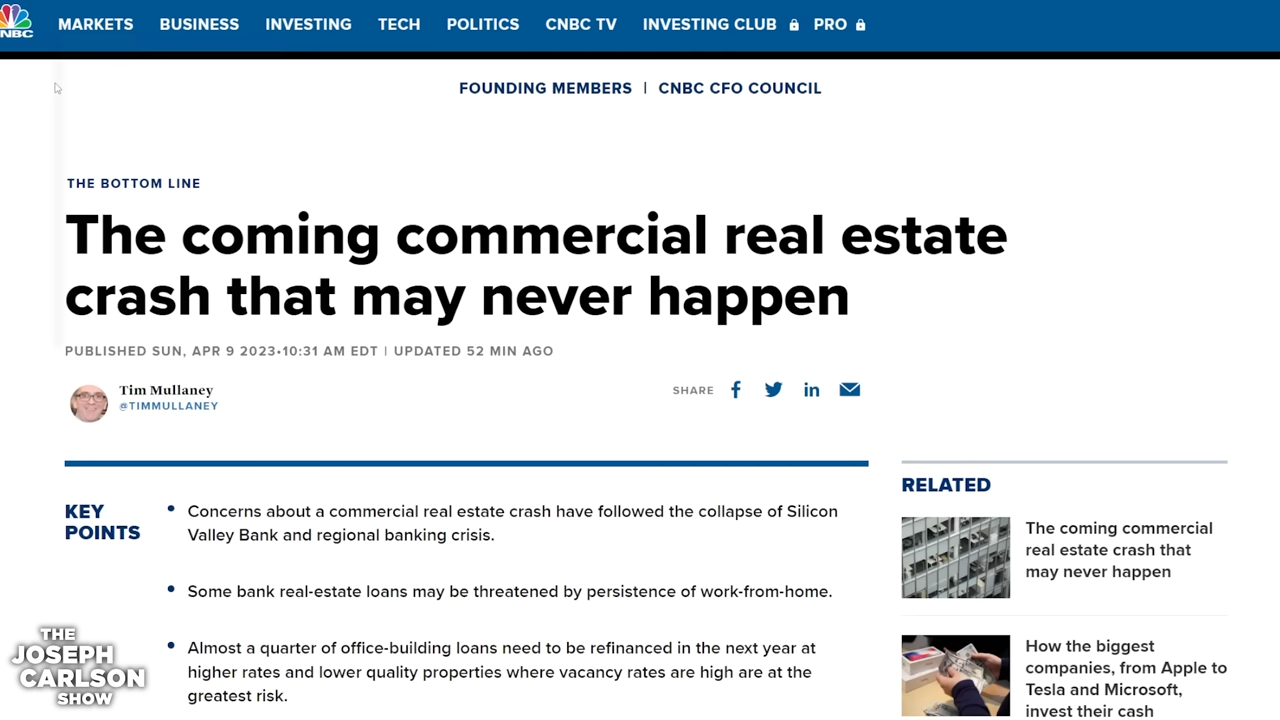 NBC
MARKETS BUSINESS INVESTING TECH POLITICS CNBC TV INVESTING CLUB PRO
FOUNDING MEMBERS | CNBC CFO COUNCIL
THE BOTTOM LINE
The coming commercial real estate
crash that may never happen
PUBLISHED SUN, APR 9 2023•10:31 AM EDT | UPDATED 52 MIN AGO
Tim Mullaney
@TIMMULLANEY
SHARE
KEY
POINTS
• Concerns about a commercial real estate crash have followed the collapse of Silicon
Valley Bank and regional banking crisis.
• Some bank real-estate loans may be threatened by persistence of work-from-home.
• Almost a quarter of office-building loans need to be refinanced in the next year at
higher rates and lower quality properties where vacancy rates are high are at the
greatest risk.
RELATED
The coming commercial
real estate crash that
may never happen
How the biggest
companies, from Apple to
Tesla and Microsoft,
invest their cash
THE
JOSEPH
CARLSON
SHOW